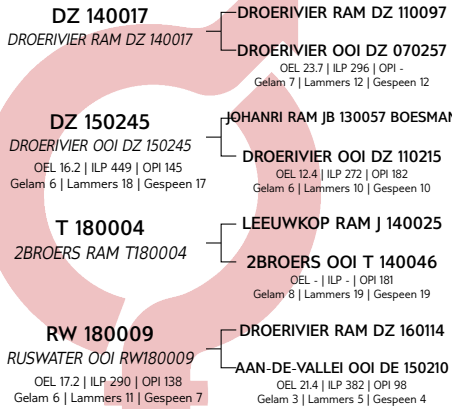 DZ 140017
DROERIVIER RAM DZ 140017
DROERIVIER RAM DZ 110097
DROERIVIER OOI DZ 070257
OEL 23.7 | ILP 296 | OPI -
Gelam 7 | Lammers 12 | Gespeen 12
DZ 150245
DROERIVIER OOI DZ 150245
OEL 16.2 | ILP 449 | OPI 145
Gelam 6 | Lammers 18 | Gespeen 17
JOHANRI RAM JB 130057 BOESMAN
DROERIVIER OOI DZ 110215
OEL 12.4 | ILP 272 | OPI 182
Gelam 6 | Lammers 10 | Gespeen 10
T 180004
2BROERS RAM T180004
LEEUWKOP RAM J 140025
2BROERS OOI T 140046
OEL - | ILP - | OPI 181
Gelam 8 | Lammers 19 | Gespeen 19
RW 180009
RUSWATER OOI RW180009
OEL 17.2 | ILP 290 | OPI 138
Gelam 6 | Lammers 11 | Gespeen 7
DROERIVIER RAM DZ 160114
AAN-DE-VALLEI OOI DE 150210
OEL 21.4 | ILP 382 | OPI 98
Gelam 3 | Lammers 5 | Gespeen 4